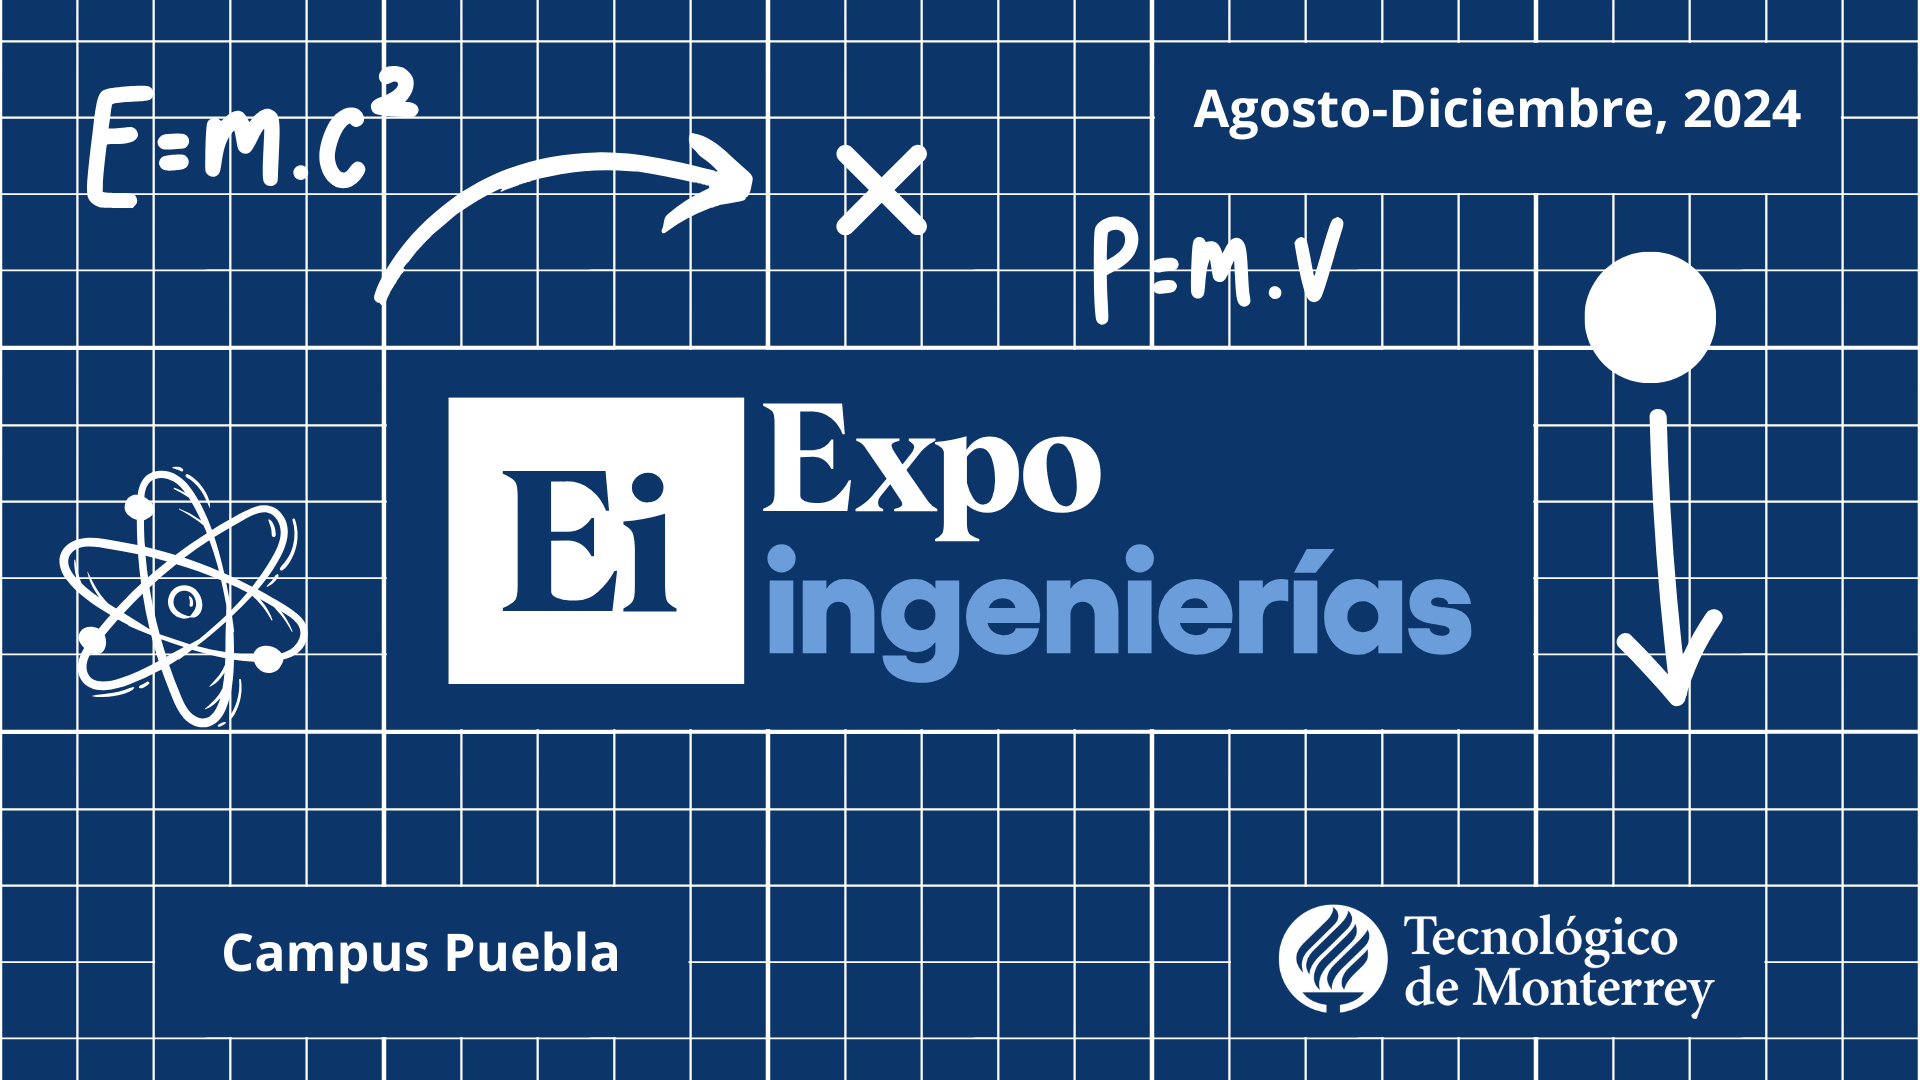 E=m.c²
Agosto-Diciembre, 2024
P=m.v
Ei
Expo
ingenierías
Campus Puebla
Tecnológico
de Monterrey